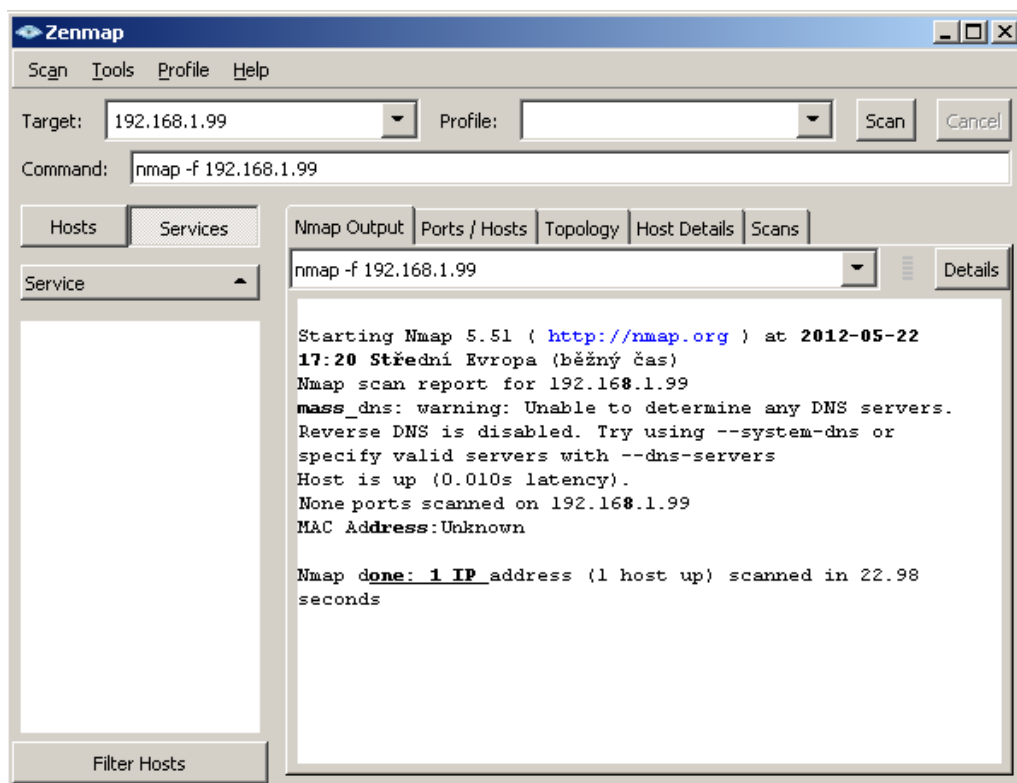 Zenmap
Scan Tools Profile Help
Target: 192.168.1.99 Profile: Scan Cancel
Command: nmap -f 192.168.1.99
Hosts Services
Nmap Output Ports / Hosts Topology Host Details Scans
Service
nmap -f 192.168.1.99 Details
Starting Nmap 5.51 ( http://nmap.org ) at 2012-05-22
17:20 Střední Evropa (běžný čas)
Nmap scan report for 192.168.1.99
mass_dns: warning: Unable to determine any DNS servers.
Reverse DNS is disabled. Try using --system-dns or
specify valid servers with --dns-servers
Host is up (0.010s latency).
None ports scanned on 192.168.1.99
MAC Address:Unknown
Nmap done: 1 IP address (1 host up) scanned in 22.98
seconds
Filter Hosts